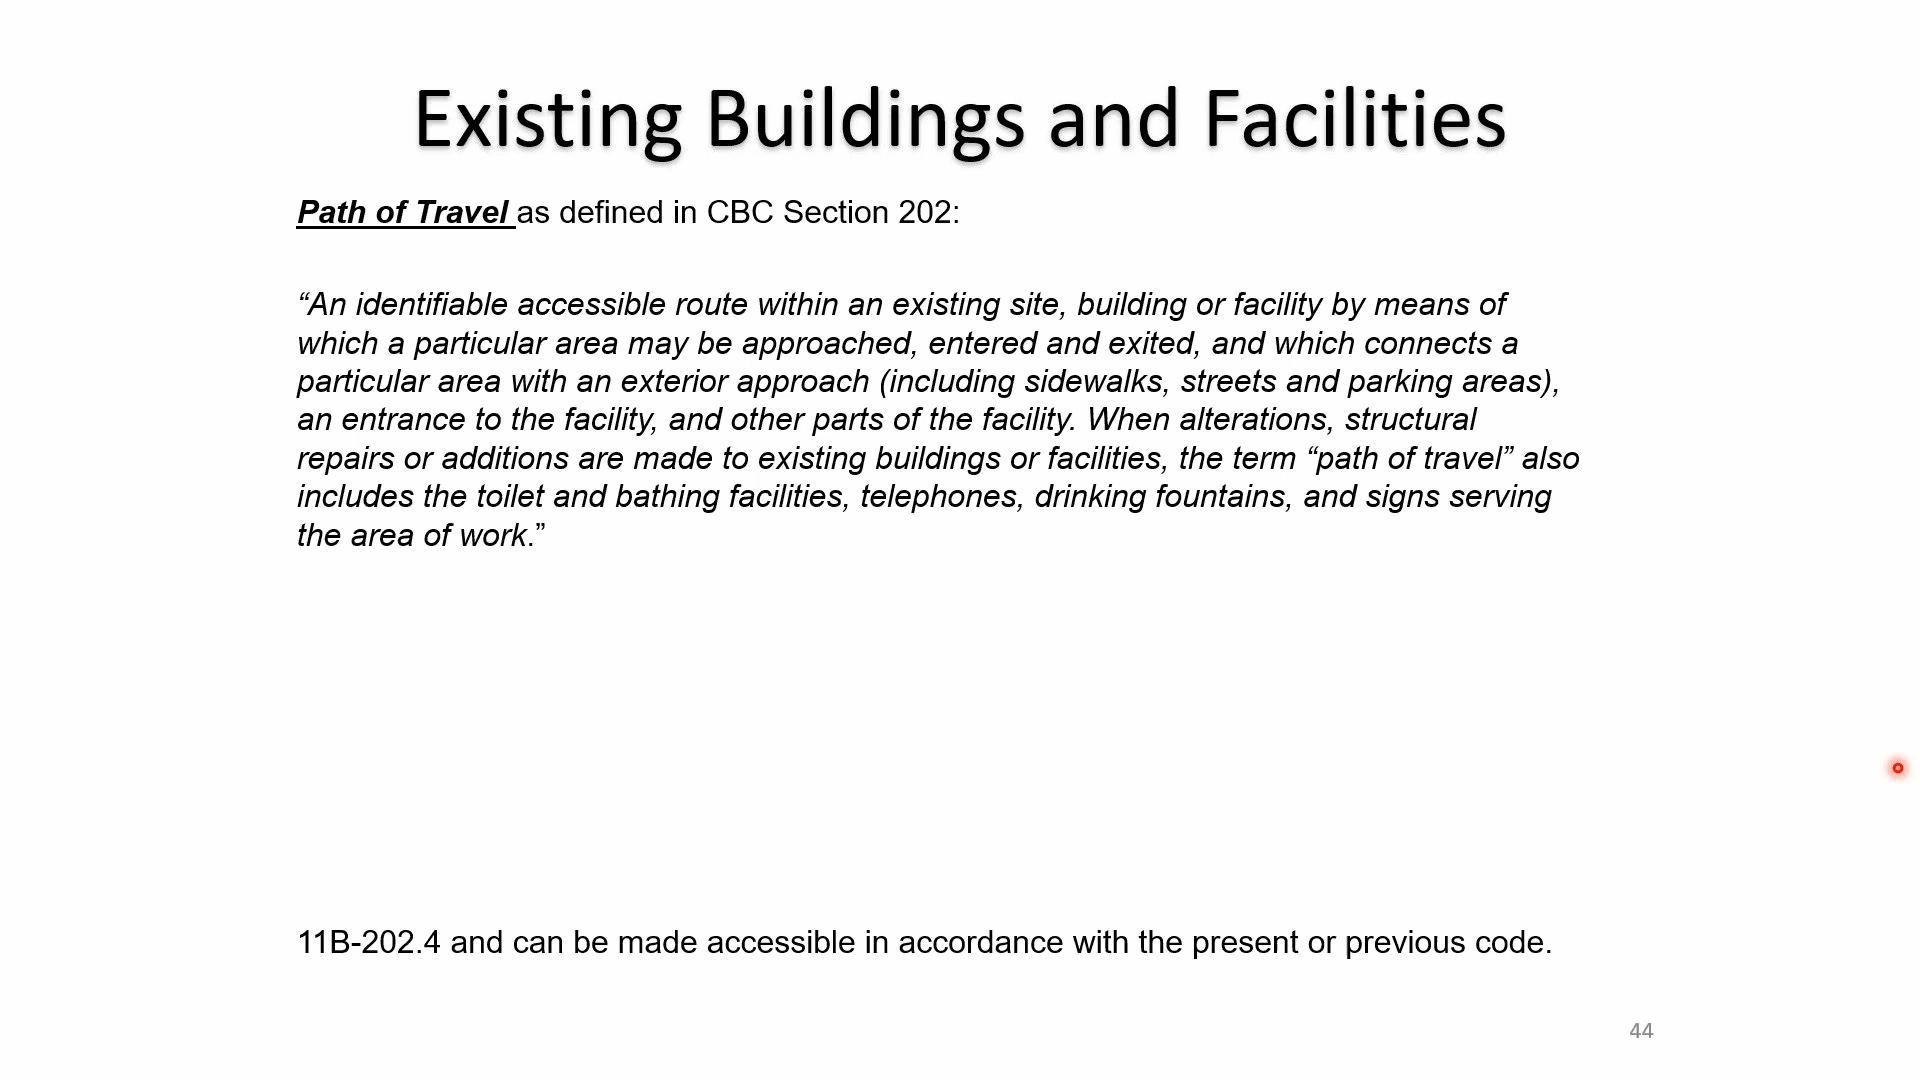 Existing Buildings and Facilities
Path of Travel as defined in CBC Section 202:
“An identifiable accessible route within an existing site, building or facility by means of
which a particular area may be approached, entered and exited, and which connects a
particular area with an exterior approach (including sidewalks, streets and parking areas),
an entrance to the facility, and other parts of the facility. When alterations, structural
repairs or additions are made to existing buildings or facilities, the term “path of travel” also
includes the toilet and bathing facilities, telephones, drinking fountains, and signs serving
the area of work.”
11B-202.4 and can be made accessible in accordance with the present or previous code.
44